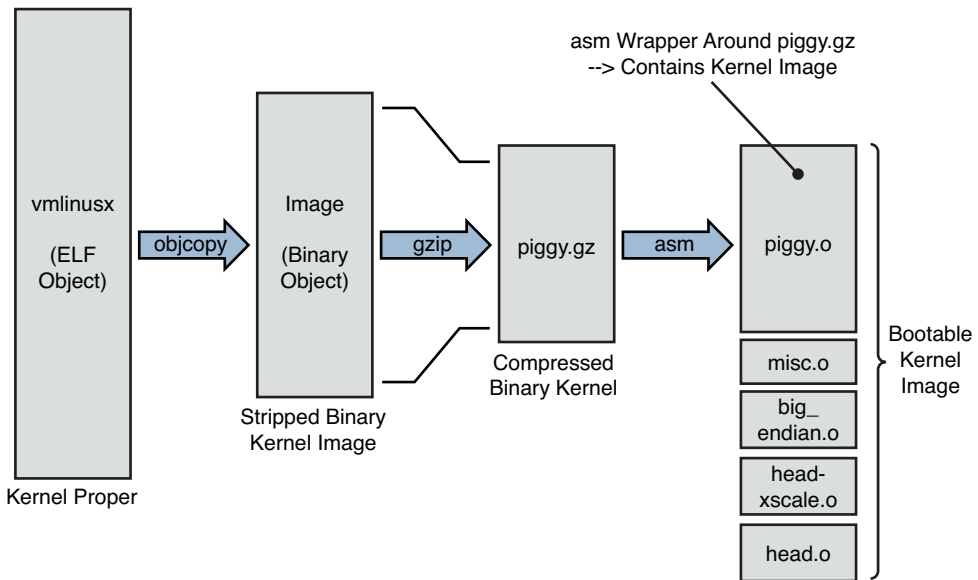 asm Wrapper Around piggy.gz
--> Contains Kernel Image
vmlinusx
(ELF
Object)
Kernel Proper
objcopy
Image
(Binary
Object)
Stripped Binary
Kernel Image
gzip
piggy.gz
Compressed
Binary Kernel
asm
piggy.o
misc.o
big_
endian.o
head-
xscale.o
head.o
Bootable
Kernel
Image